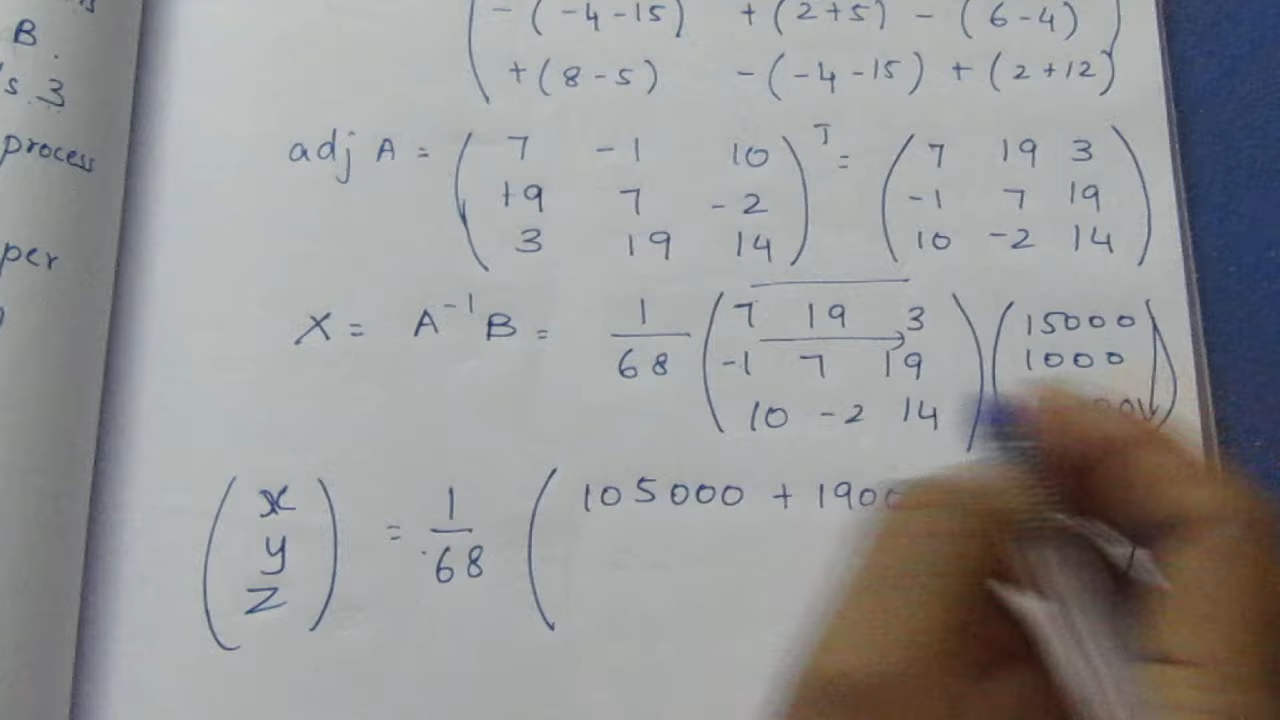 B.
's. 3
process
per
- (-4-15) + (2+5) - (6-4)
+(8-5) -(-4-15) + (2+12)
adj A = ( 7 -1 10 )ᵀ = ( 7 19 3 )
( +9 7 -2 ) ( -1 7 19 )
( 3 19 14 ) ( 10 -2 14 )
X = A⁻¹ B = 1/68 ( 7 19 3 ) ( 15000 )
( -1 7 19 ) ( 1000 )
( 10 -2 14 )
( x y z ) = 1/68 ( 105000 + 1900